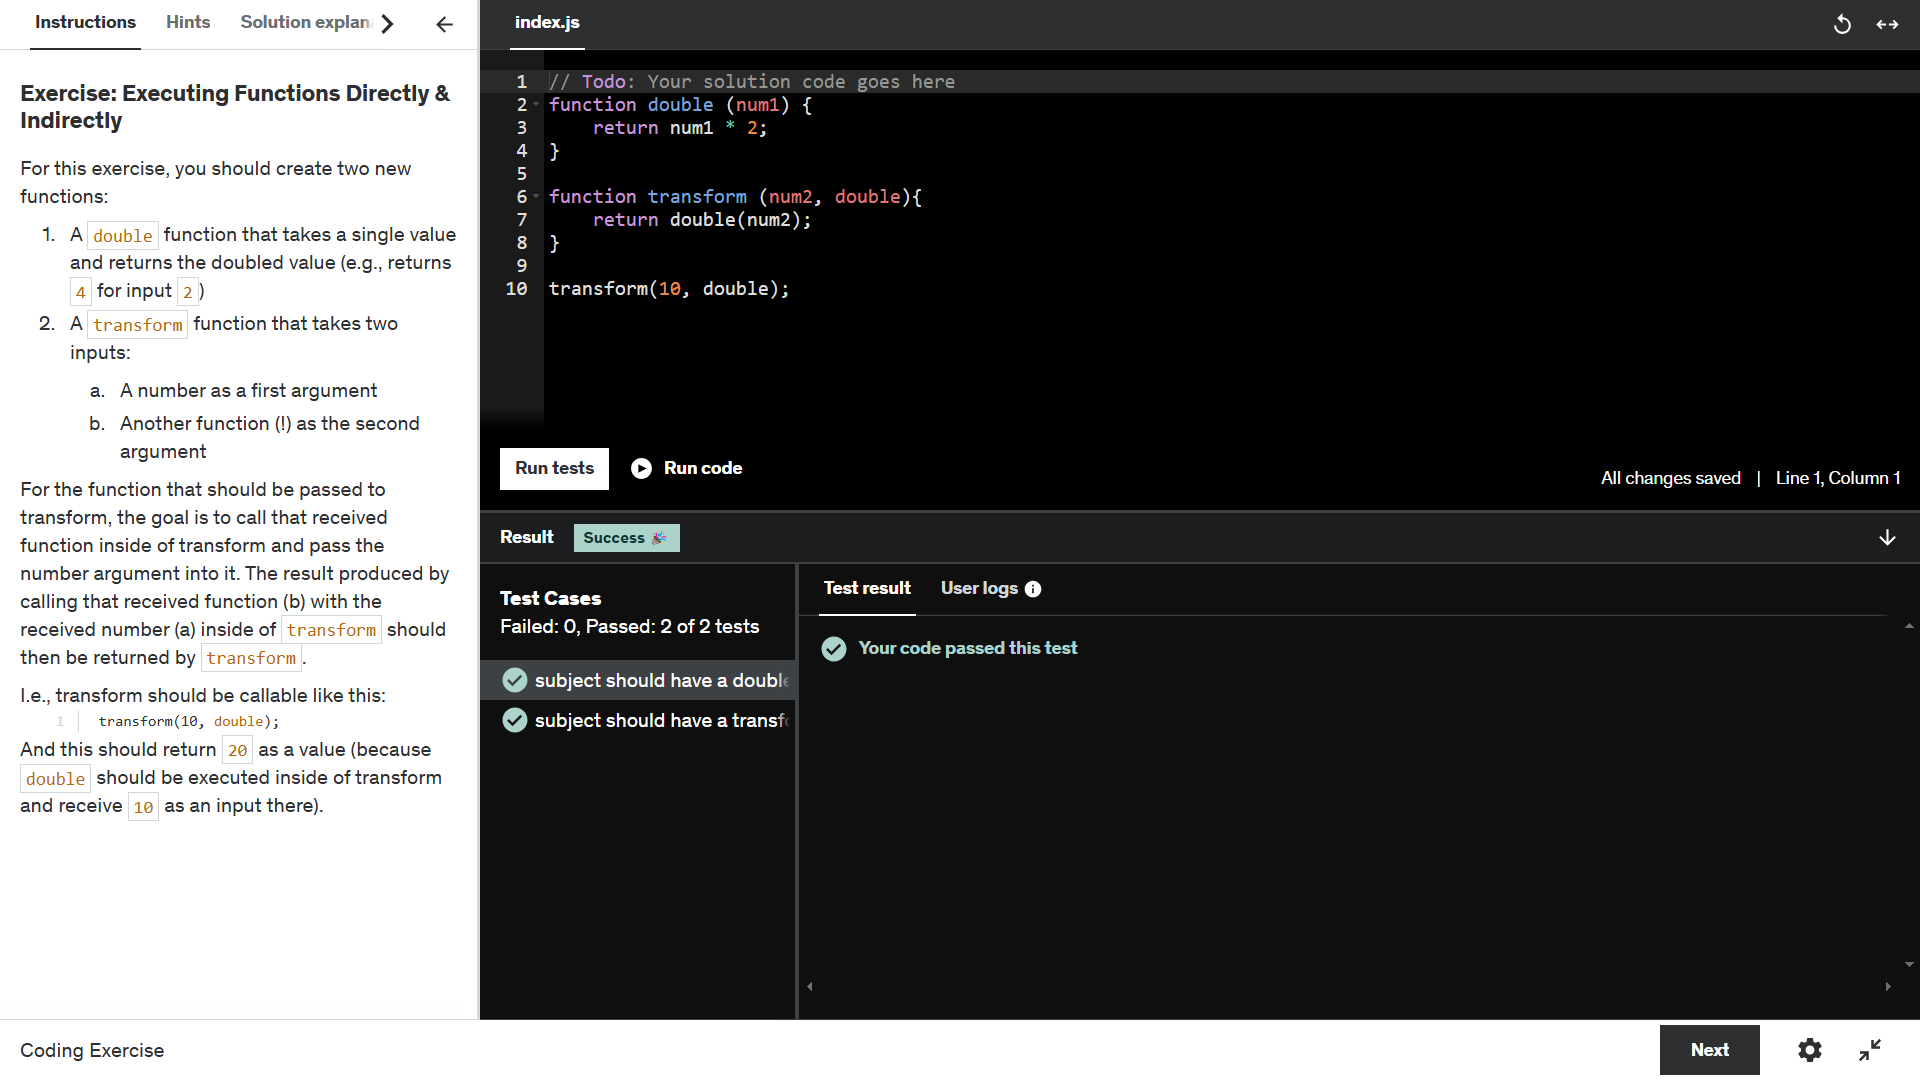 Instructions
Hints
Solution explan
index.js
Exercise: Executing Functions Directly &
Indirectly
For this exercise, you should create two new
functions:
1. A double function that takes a single value
and returns the doubled value (e.g., returns
4 for input 2)
2. A transform function that takes two
inputs:
a. A number as a first argument
b. Another function (!) as the second
argument
For the function that should be passed to
transform, the goal is to call that received
function inside of transform and pass the
number argument into it. The result produced by
calling that received function (b) with the
received number (a) inside of transform should
then be returned by transform.
I.e., transform should be callable like this:
1 transform(10, double);
And this should return 20 as a value (because
double should be executed inside of transform
and receive 10 as an input there).
1 // Todo: Your solution code goes here
2 function double (num1) {
3 return num1 * 2;
4 }
5
6 function transform (num2, double){
7 return double(num2);
8 }
9
10 transform(10, double);
Run tests
Run code
All changes saved | Line 1, Column 1
Result
Success 🎉
Test Cases
Failed: 0, Passed: 2 of 2 tests
subject should have a double
subject should have a transfo
Test result
User logs
Your code passed this test
Coding Exercise
Next